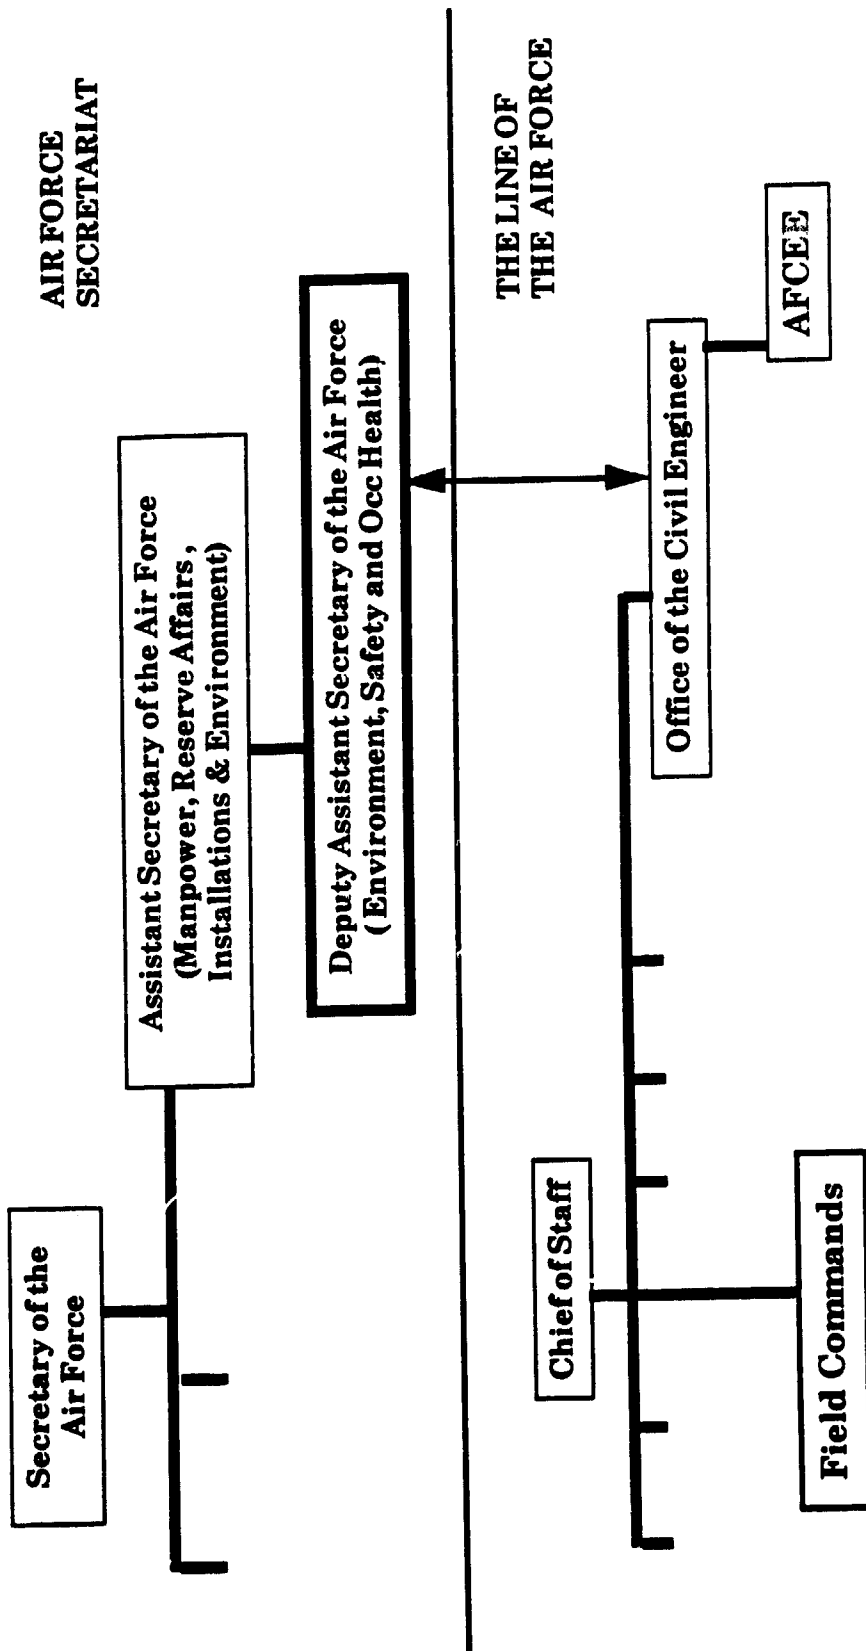 AIR FORCE
SECRETARIAT
Secretary of the
Air Force
Assistant Secretary of the Air Force
(Manpower, Reserve Affairs,
Installations & Environment)
Deputy Assistant Secretary of the Air Force
( Environment, Safety and Occ Health)
THE LINE OF
THE AIR FORCE
Chief of Staff
Office of the Civil Engineer
AFCEE
Field Commands